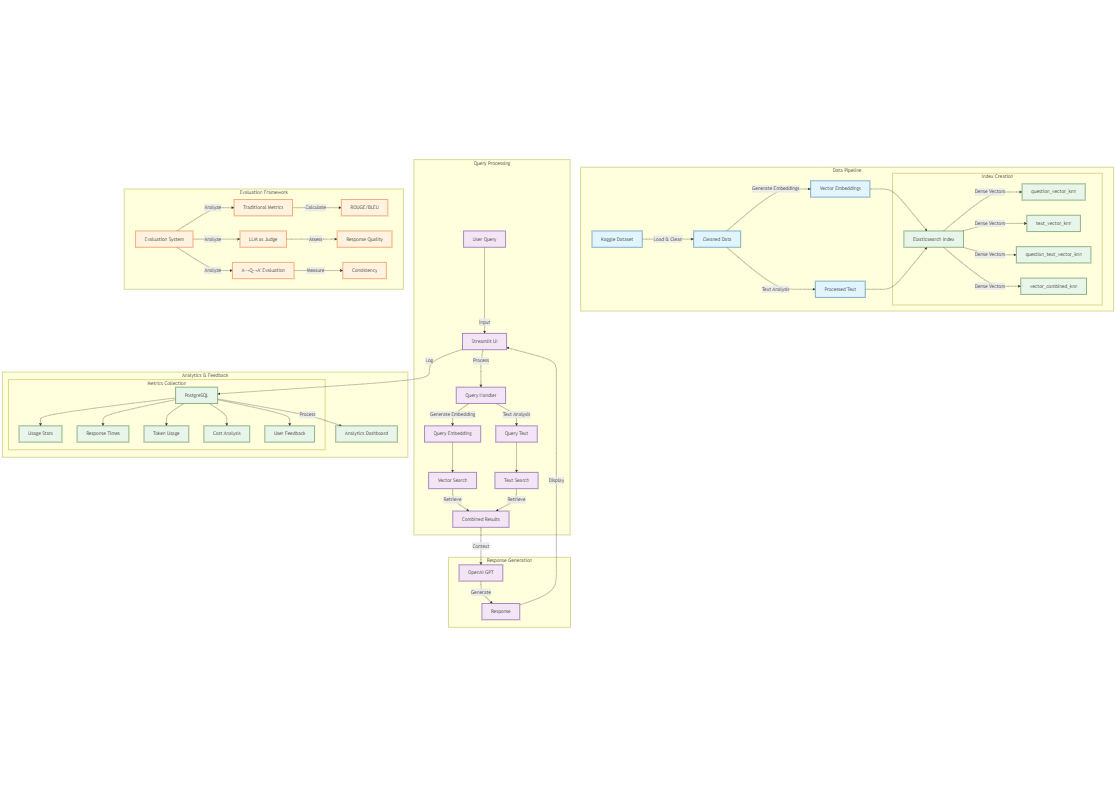 Query Processing
Data Pipeline
Index Creation
Evaluation Framework
Generate Embeddings
Vector Embeddings
Dense Vectors
question_vector_knn
Analyze
Traditional Metrics
Calculate
ROUGE/BLEU
Dense Vectors
text_vector_knn
Evaluation System
Analyze
LLM as Judge
Assess
Response Quality
User Query
Kaggle Dataset
Load & Clean
Cleaned Data
Elasticsearch Index
Dense Vectors
question_text_vector_knn
Analyze
A→Q→A' Evaluation
Measure
Consistency
Text Analysis
Processed Text
Dense Vectors
vector_combined_knn
Input
Streamlit UI
Log
Process
Analytics & Feedback
Metrics Collection
PostgreSQL
Query Handler
Process
Generate Embedding
Text Analysis
Usage Stats
Response Times
Token Usage
Cost Analysis
User Feedback
Analytics Dashboard
Query Embedding
Query Text
Vector Search
Text Search
Display
Retrieve
Retrieve
Combined Results
Context
Response Generation
OpenAI GPT
Generate
Response